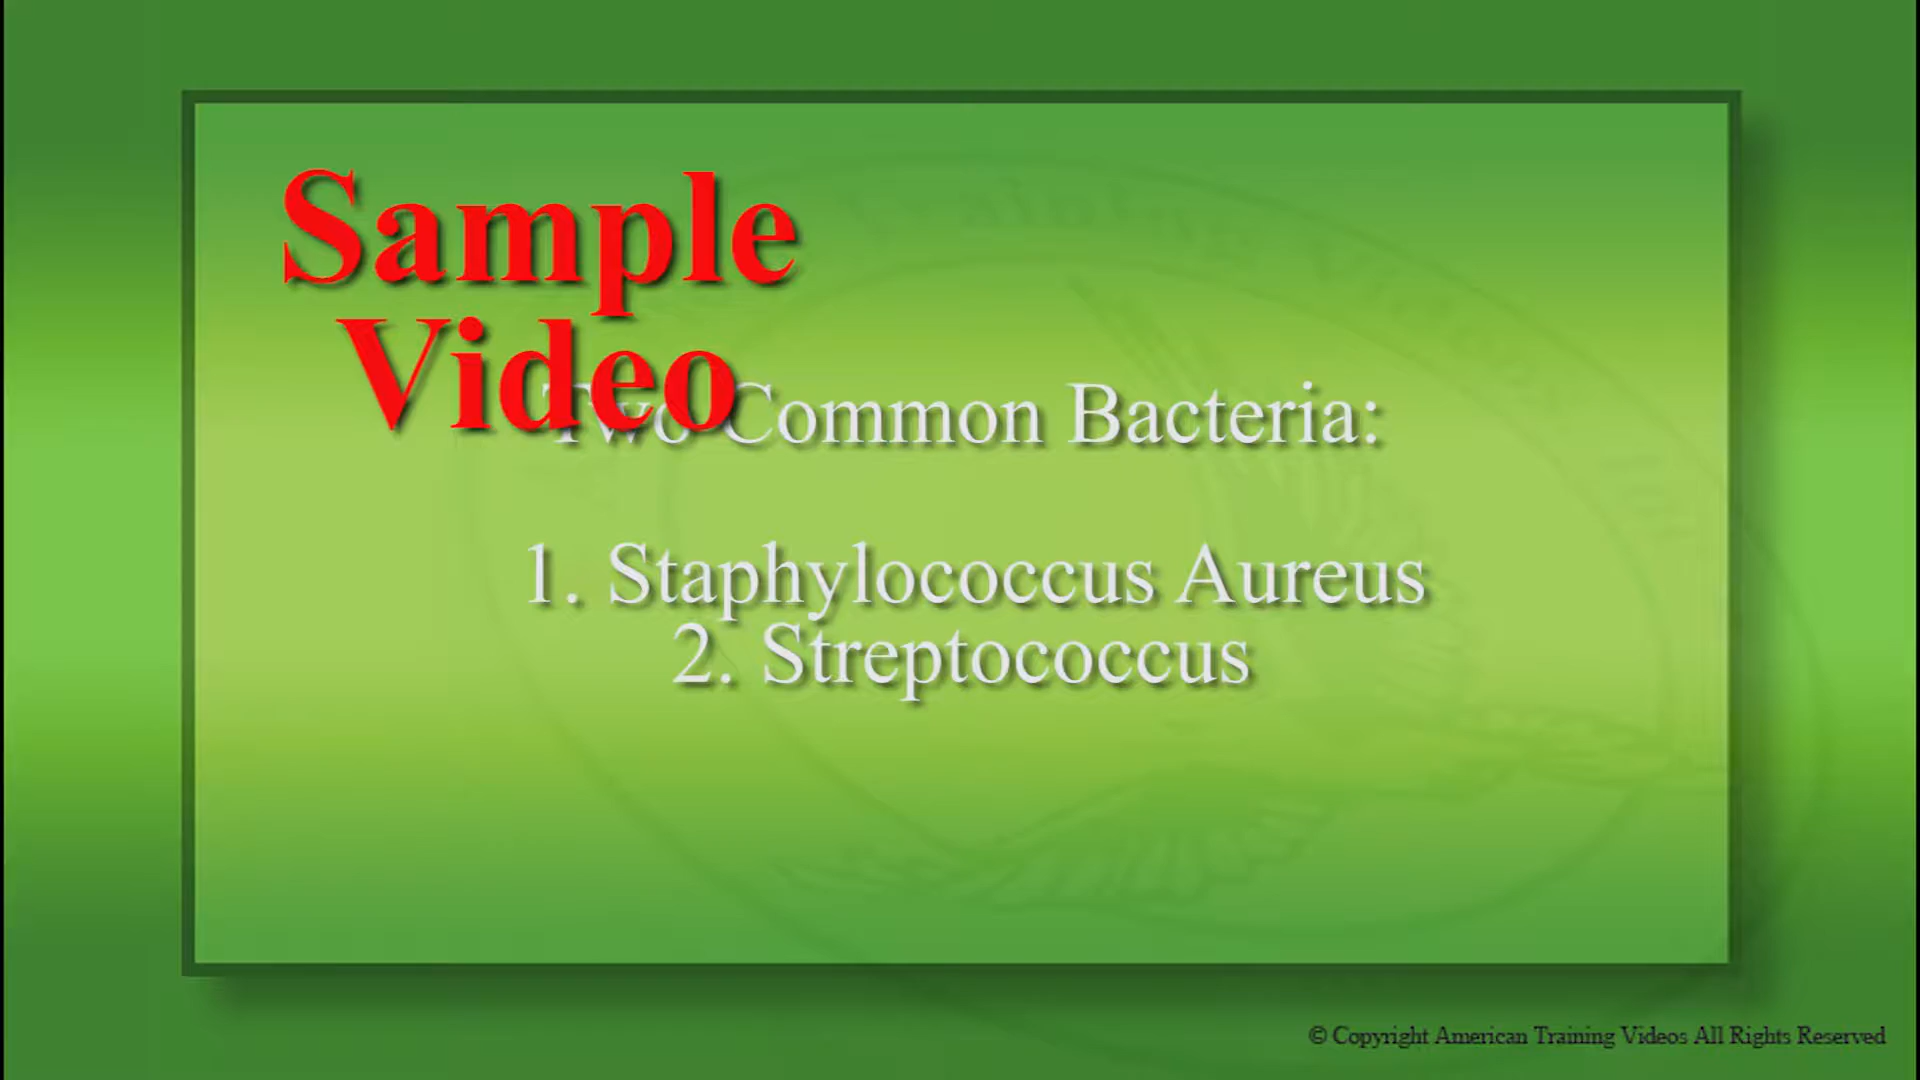 Sample
Video
Two Common Bacteria:
1. Staphylococcus Aureus
2. Streptococcus
© Copyright American Training Videos All Rights Reserved